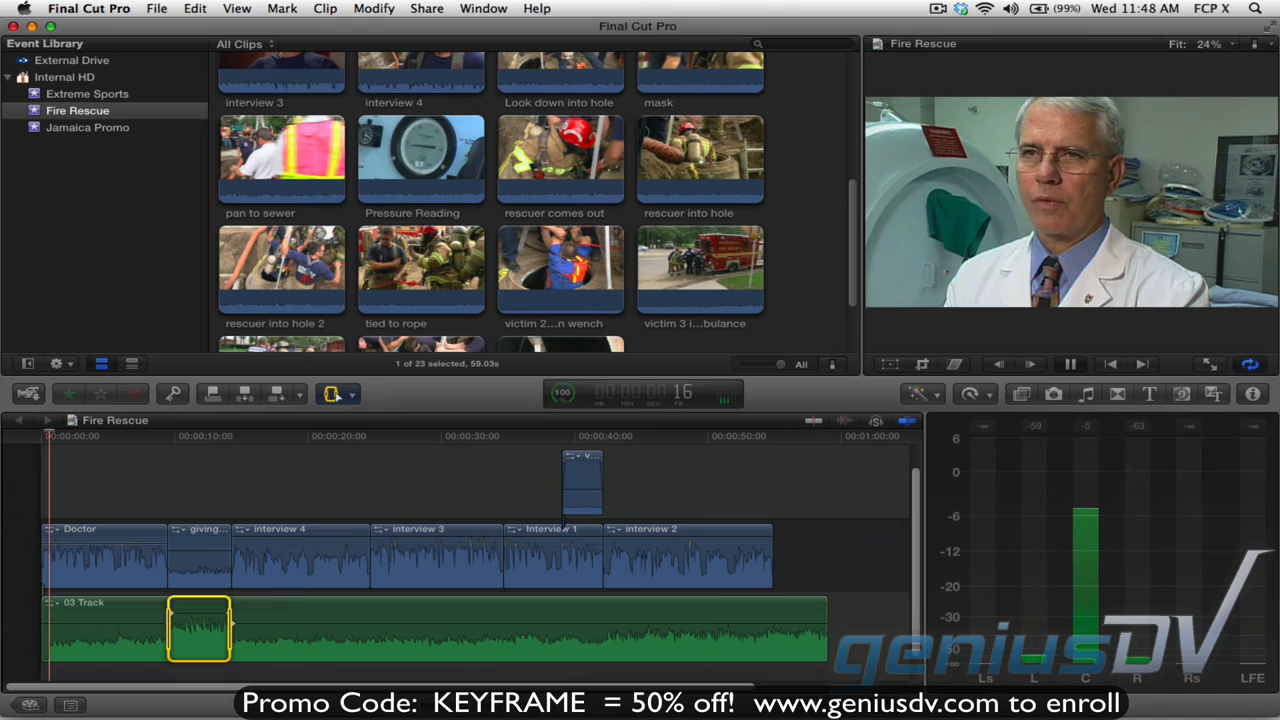 Final Cut Pro File Edit View Mark Clip Modify Share Window Help (99%) Wed 11:48 AM FCP X
Final Cut Pro
Event Library
All Clips
Fire Rescue
Fit: 24%
External Drive
Internal HD
Extreme Sports
Fire Rescue
Jamaica Promo
interview 3
interview 4
Look down into hole
mask
pan to sewer
Pressure Reading
rescuer comes out
rescuer into hole
rescuer into hole 2
tied to rope
victim 2...n wench
victim 3 i...bulance
1 of 23 selected, 59.03s
All
100
00:00:00:16
HR MIN SEC FR
Fire Rescue
00:00:00:00 00:00:10:00 00:00:20:00 00:00:30:00 00:00:40:00 00:00:50:00 00:01:00:00
v...
Doctor
giving...
interview 4
interview 3
Interview 1
interview 2
03 Track
-∞ -59 -5 -63 -∞ -∞
6
0
-6
-12
-20
-30
-50
-∞
Ls L C R Rs LFE
geniusDV
Promo Code: KEYFRAME = 50% off! www.geniusdv.com to enroll